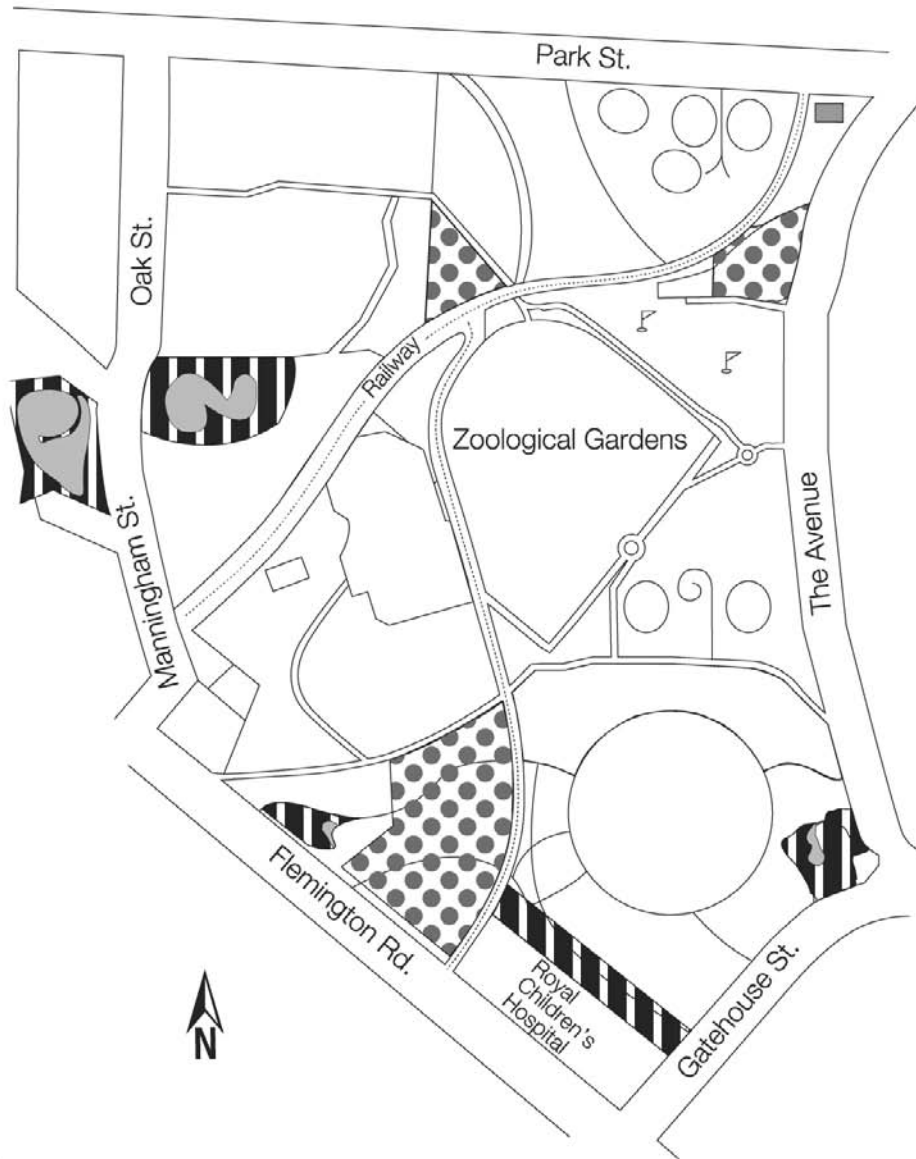 Park St.
Oak St.
Railway
Zoological Gardens
The Avenue
Manningham St.
Flemington Rd.
Royal
Children's
Hospital
Gatehouse St.
N